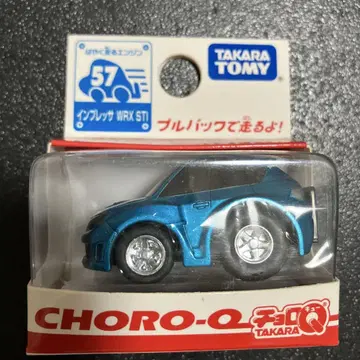 はやく走るエンジン
57
インプレッサ WRX STI
TAKARA
TOMY
プルバックで走るよ!
CHORO-Q
チョロQ
TAKARA